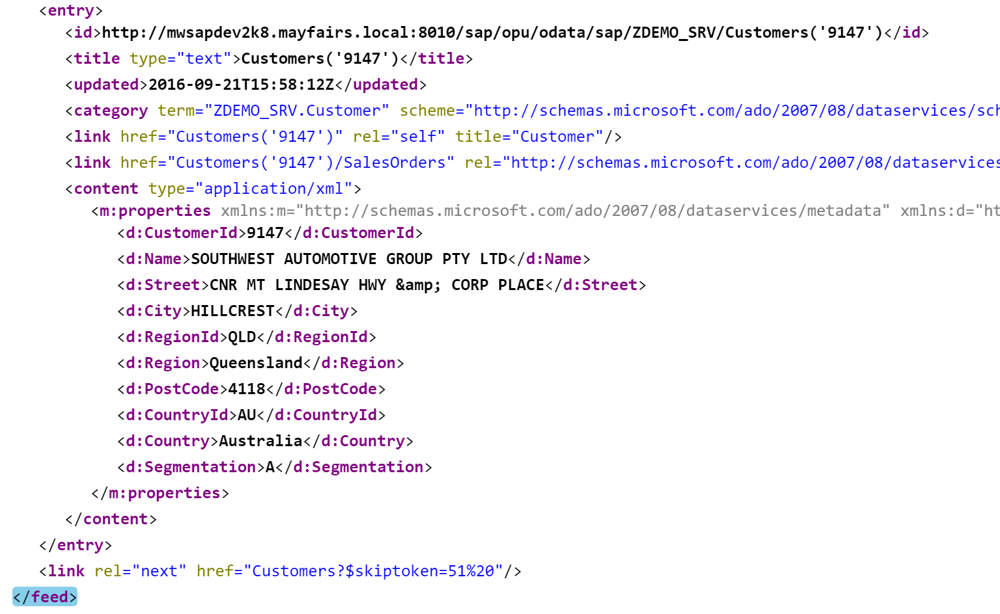 <entry>
<id>http://mwsapdev2k8.mayfairs.local:8010/sap/opu/odata/sap/ZDEMO_SRV/Customers('9147')</id>
<title type="text">Customers('9147')</title>
<updated>2016-09-21T15:58:12Z</updated>
<category term="ZDEMO_SRV.Customer" scheme="http://schemas.microsoft.com/ado/2007/08/dataservices/sch
<link href="Customers('9147')" rel="self" title="Customer"/>
<link href="Customers('9147')/SalesOrders" rel="http://schemas.microsoft.com/ado/2007/08/dataservices
<content type="application/xml">
<m:properties xmlns:m="http://schemas.microsoft.com/ado/2007/08/dataservices/metadata" xmlns:d="ht
<d:CustomerId>9147</d:CustomerId>
<d:Name>SOUTHWEST AUTOMOTIVE GROUP PTY LTD</d:Name>
<d:Street>CNR MT LINDESAY HWY &amp; CORP PLACE</d:Street>
<d:City>HILLCREST</d:City>
<d:RegionId>QLD</d:RegionId>
<d:Region>Queensland</d:Region>
<d:PostCode>4118</d:PostCode>
<d:CountryId>AU</d:CountryId>
<d:Country>Australia</d:Country>
<d:Segmentation>A</d:Segmentation>
</m:properties>
</content>
</entry>
<link rel="next" href="Customers?$skiptoken=51%20"/>
</feed>